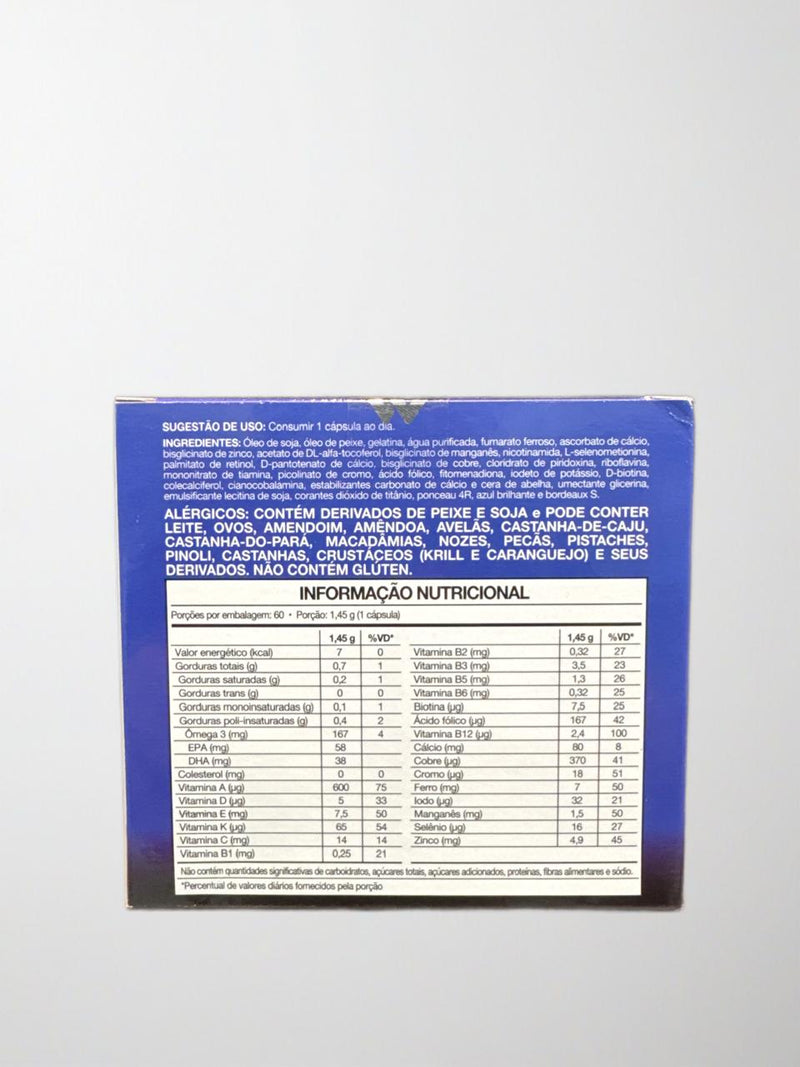 SUGESTÃO DE USO: Consumir 1 cápsula ao dia.
INGREDIENTES: Óleo de soja, óleo de peixe, gelatina, água purificada, fumarato ferroso, ascorbato de cálcio,
bisglicinato de zinco, acetato de DL-alfa-tocoferol, bisglicinato de manganês, nicotinamida, L-selenometionina,
palmitato de retinol, D-pantotenato de cálcio, bisglicinato de cobre, cloridrato de piridoxina, riboflavina,
mononitrato de tiamina, picolinato de cromo, ácido fólico, fitomenadiona, iodeto de potássio, D-biotina,
colecalciferol, cianocobalamina, estabilizantes carbonato de cálcio e cera de abelha, umectante glicerina,
emulsificante lecitina de soja, corantes dióxido de titânio, ponceau 4R, azul brilhante e bordeaux S.
ALÉRGICOS: CONTÉM DERIVADOS DE PEIXE E SOJA e PODE CONTER
LEITE, OVOS, AMENDOIM, AMÊNDOA, AVELÃS, CASTANHA-DE-CAJU,
CASTANHA-DO-PARÁ, MACADÂMIAS, NOZES, PECÃS, PISTACHES,
PINOLI, CASTANHAS, CRUSTÁCEOS (KRILL E CARANGUEJO) E SEUS
DERIVADOS. NÃO CONTÉM GLÚTEN.
INFORMAÇÃO NUTRICIONAL
Porções por embalagem: 60 • Porção: 1,45 g (1 cápsula)
1,45 g %VD*
Valor energético (kcal) 7 0
Gorduras totais (g) 0,7 1
Gorduras saturadas (g) 0,2 1
Gorduras trans (g) 0 0
Gorduras monoinsaturadas (g) 0,1 1
Gorduras poli-insaturadas (g) 0,4 2
Ômega 3 (mg) 167 4
EPA (mg) 58
DHA (mg) 38
Colesterol (mg) 0 0
Vitamina A (µg) 600 75
Vitamina D (µg) 5 33
Vitamina E (mg) 7,5 50
Vitamina K (µg) 65 54
Vitamina C (mg) 14 14
Vitamina B1 (mg) 0,25 21
1,45 g %VD*
Vitamina B2 (mg) 0,32 27
Vitamina B3 (mg) 3,5 23
Vitamina B5 (mg) 1,3 26
Vitamina B6 (mg) 0,32 25
Biotina (µg) 7,5 25
Ácido fólico (µg) 167 42
Vitamina B12 (µg) 2,4 100
Cálcio (mg) 80 8
Cobre (µg) 370 41
Cromo (µg) 18 51
Ferro (mg) 7 50
Iodo (µg) 32 21
Manganês (mg) 1,5 50
Selênio (µg) 16 27
Zinco (mg) 4,9 45
Não contém quantidades significativas de carboidratos, açúcares totais, açúcares adicionados, proteínas, fibras alimentares e sódio.
*Percentual de valores diários fornecidos pela porção